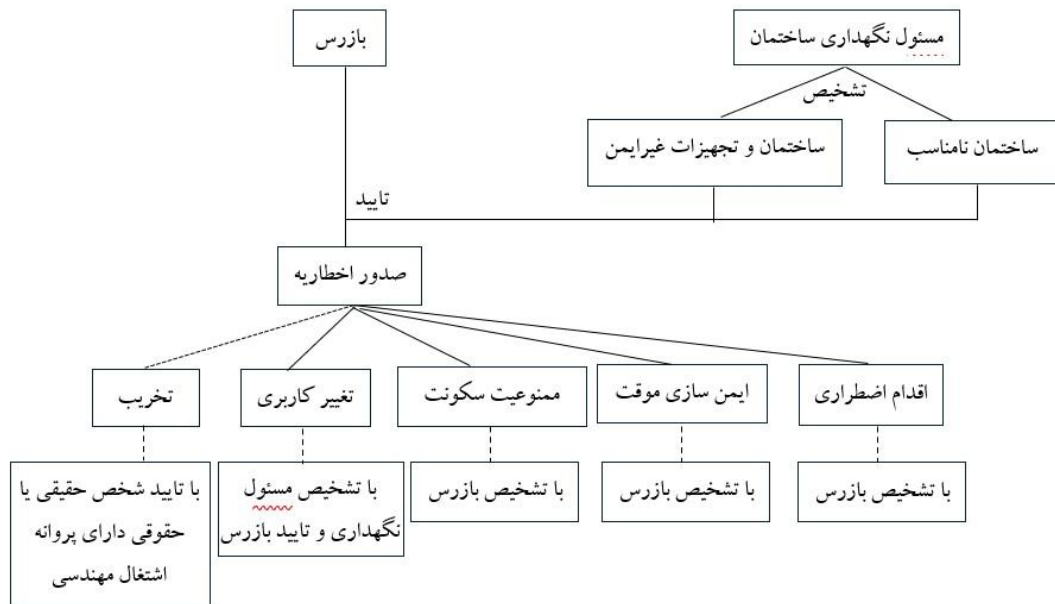 مسئول نگهداری ساختمان
بازرس
تشخیص
ساختمان نامناسب
ساختمان و تجهیزات غیرایمن
تایید
صدور اخطاریه
اقدام اضطراری
ایمن سازی موقت
ممنوعیت سکونت
تغییر کاربری
تخریب
با تشخیص بازرس
با تشخیص بازرس
با تشخیص بازرس
با تشخیص مسئول
نگهداری و تایید بازرس
با تایید شخص حقیقی یا
حقوقی دارای پروانه
اشتغال مهندسی